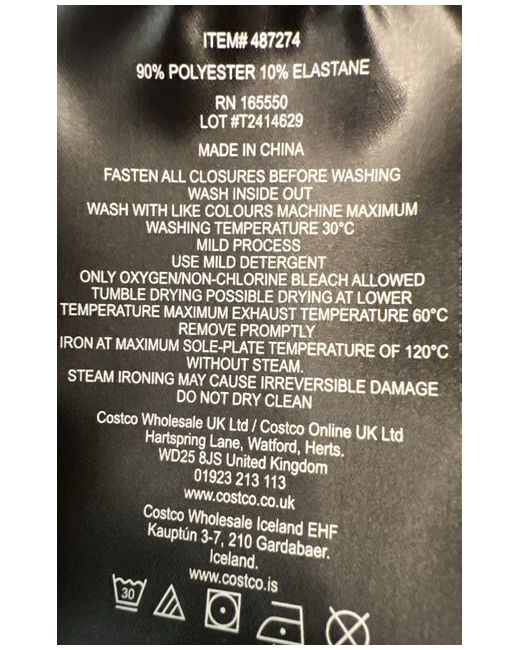 ITEM# 487274
90% POLYESTER 10% ELASTANE
RN 165550
LOT #T2414629
MADE IN CHINA
FASTEN ALL CLOSURES BEFORE WASHING
WASH INSIDE OUT
WASH WITH LIKE COLOURS MACHINE MAXIMUM
WASHING TEMPERATURE 30°C
MILD PROCESS
USE MILD DETERGENT
ONLY OXYGEN/NON-CHLORINE BLEACH ALLOWED
TUMBLE DRYING POSSIBLE DRYING AT LOWER
TEMPERATURE MAXIMUM EXHAUST TEMPERATURE 60°C
REMOVE PROMPTLY
IRON AT MAXIMUM SOLE-PLATE TEMPERATURE OF 120°C
WITHOUT STEAM.
STEAM IRONING MAY CAUSE IRREVERSIBLE DAMAGE
DO NOT DRY CLEAN
Costco Wholesale UK Ltd / Costco Online UK Ltd
Hartspring Lane, Watford, Herts.
WD25 8JS United Kingdom
01923 213 113
www.costco.co.uk
Costco Wholesale Iceland EHF
Kauptún 3-7, 210 Gardabaer.
Iceland.
www.costco.is
30